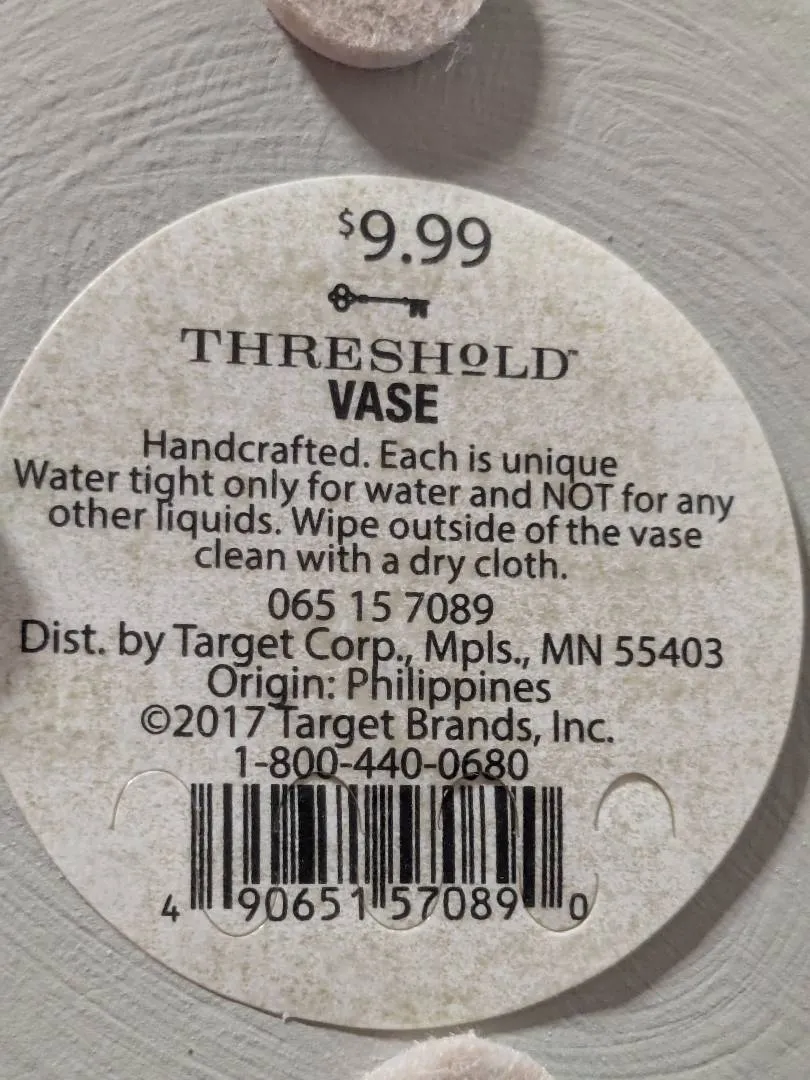 $9.99
THRESHOLD™
VASE
Handcrafted. Each is unique
Water tight only for water and NOT for any
other liquids. Wipe outside of the vase
clean with a dry cloth.
065 15 7089
Dist. by Target Corp., Mpls., MN 55403
Origin: Philippines
©2017 Target Brands, Inc.
1-800-440-0680
4 90651 57089 0